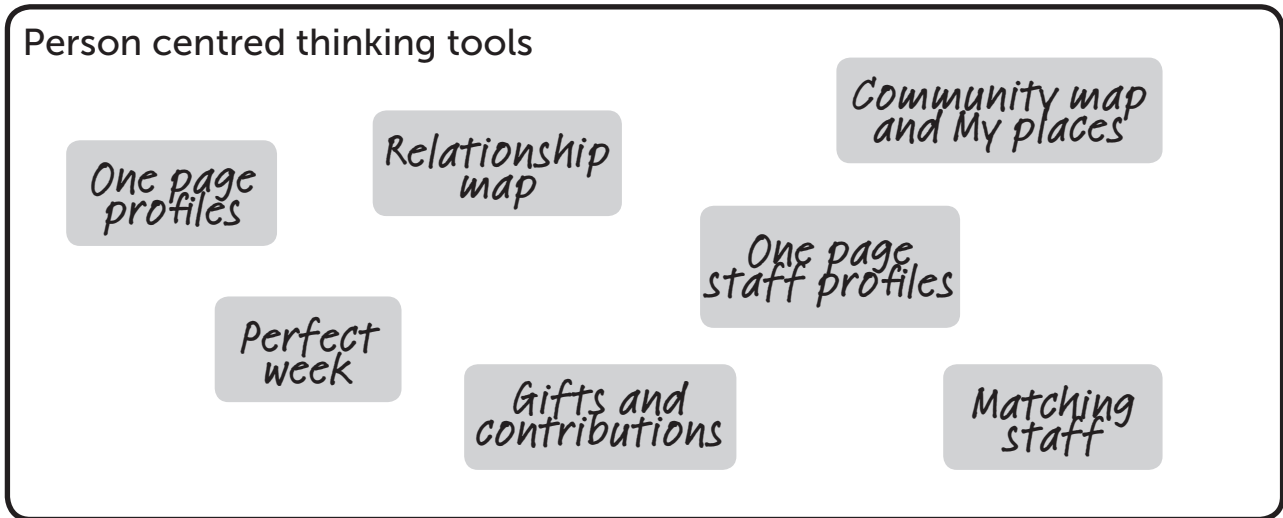 Person centred thinking tools
Community map
and My places
Relationship
map
One page
profiles
One page
staff profiles
Perfect
week
Gifts and
contributions
Matching
staff